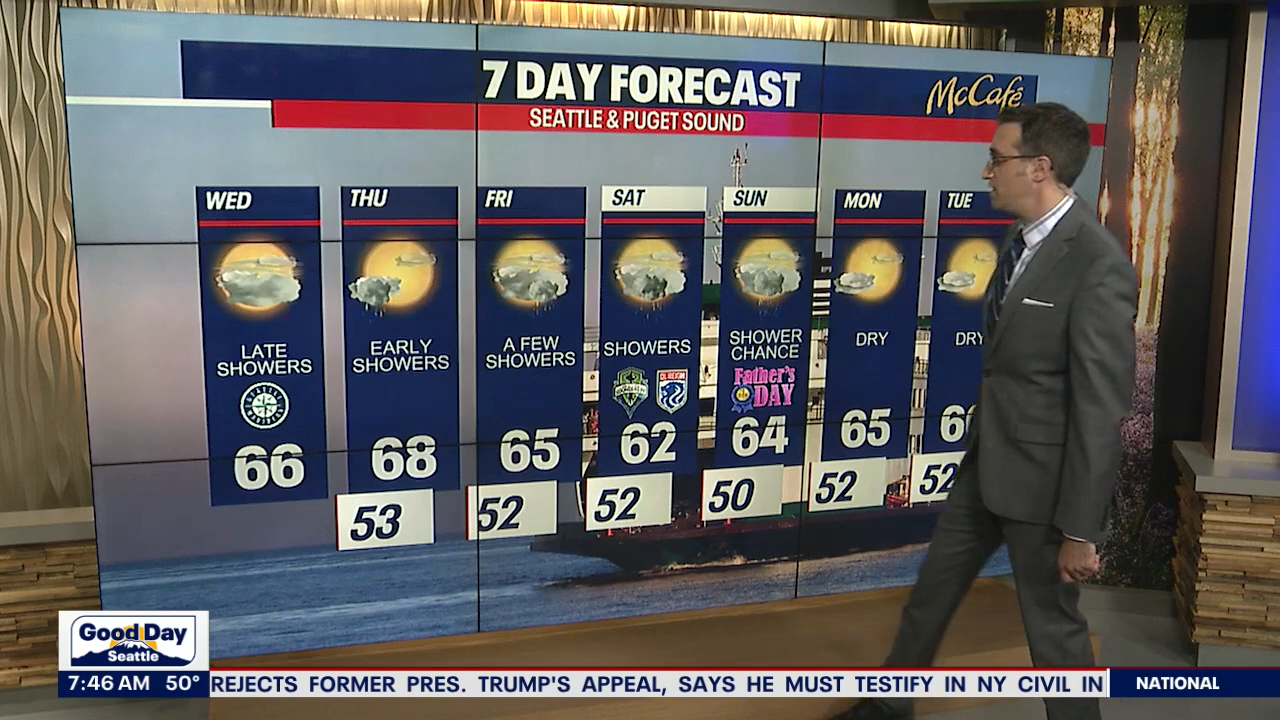 7 DAY FORECAST
McCafé
SEATTLE & PUGET SOUND
WED
THU
FRI
SAT
SUN
MON
TUE
LATE
SHOWERS
EARLY
SHOWERS
A FEW
SHOWERS
SHOWERS
SHOWER
CHANCE
DRY
DRY
Father's
DAY
66
68
65
62
64
65
53
52
52
50
52
52
Good Day
Seattle
7:46 AM 50°
REJECTS FORMER PRES. TRUMP'S APPEAL, SAYS HE MUST TESTIFY IN NY CIVIL IN
NATIONAL